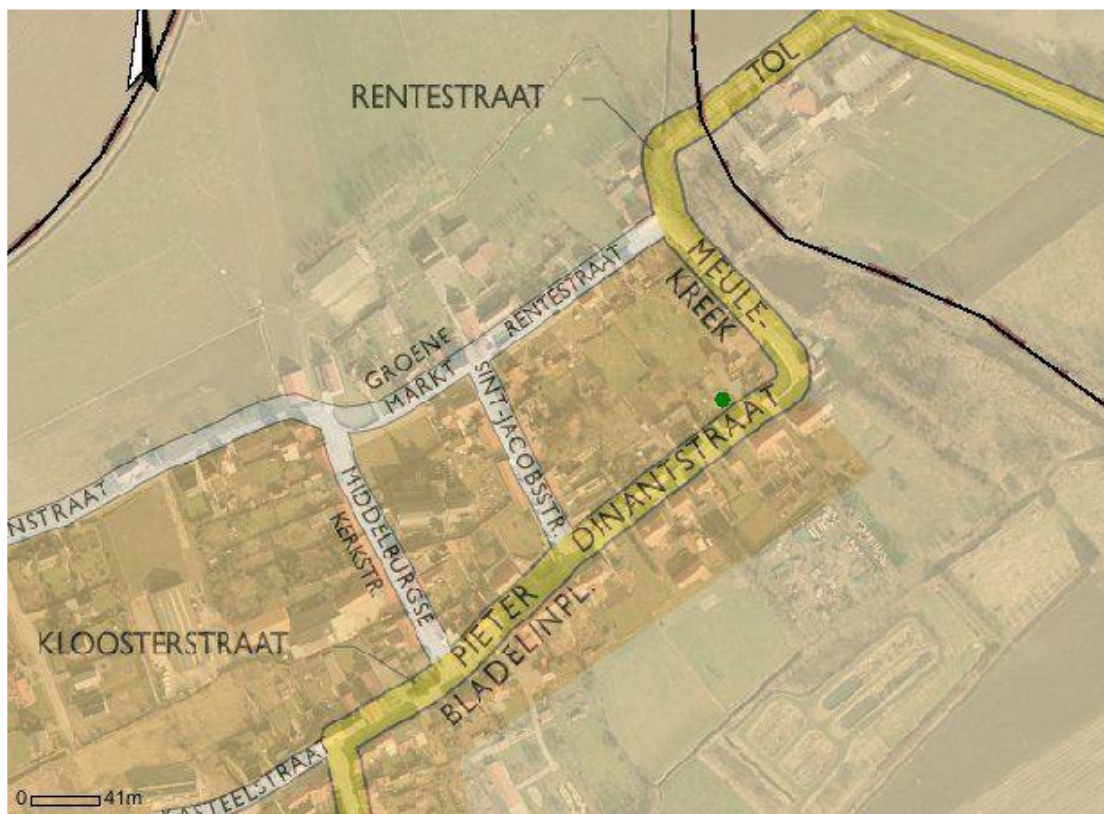 TOL
RENTESTRAAT
MEULE-
KREEK
RENTESTRAAT
GROENE
MARKT
SINT-JACOBSSTR.
DINANTSTRAAT
NSTRAAT
MIDDELBURGSE
KERKSTR.
PIETER
BLADELINPL.
KLOOSTERSTRAAT
KASTEELSTRAAT
0 41m